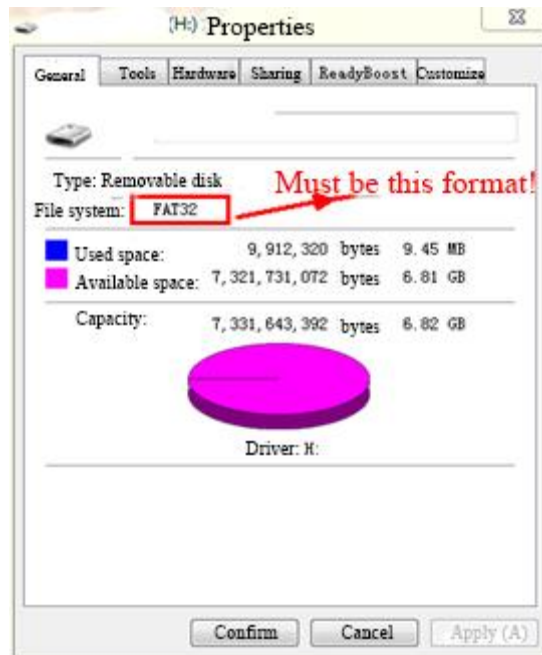 (H:) Properties
General Tools Hardware Sharing ReadyBoost Customize
Type: Removable disk
Must be this format!
File system: FAT32
Used space: 9,912,320 bytes 9.45 MB
Available space: 7,321,731,072 bytes 6.81 GB
Capacity: 7,331,643,392 bytes 6.82 GB
Driver: H:
Confirm Cancel Apply (A)